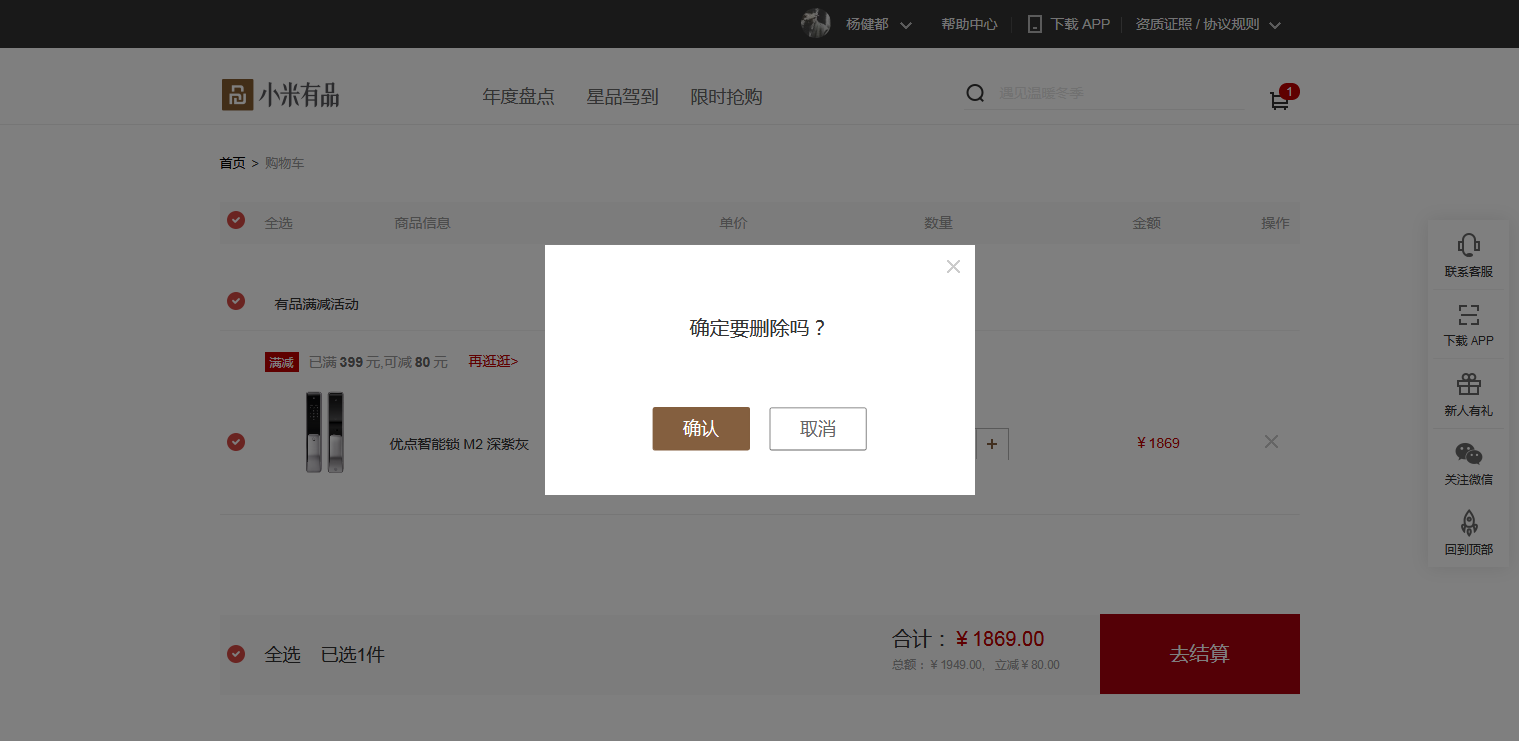 杨健都 帮助中心 下载 APP 资质证照 / 协议规则
小米有品 年度盘点 星品驾到 限时抢购 遇见温暖冬季 1
首页 > 购物车
全选 商品信息 单价 数量 金额 操作
有品满减活动
满减 已满 399 元,可减 80 元 再逛逛>
优点智能锁 M2 深紫灰 + ¥ 1869
确定要删除吗？
确认 取消
全选 已选1件 合计： ¥ 1869.00 去结算
总额：¥ 1949.00, 立减 ¥ 80.00
联系客服
下载 APP
新人有礼
关注微信
回到顶部